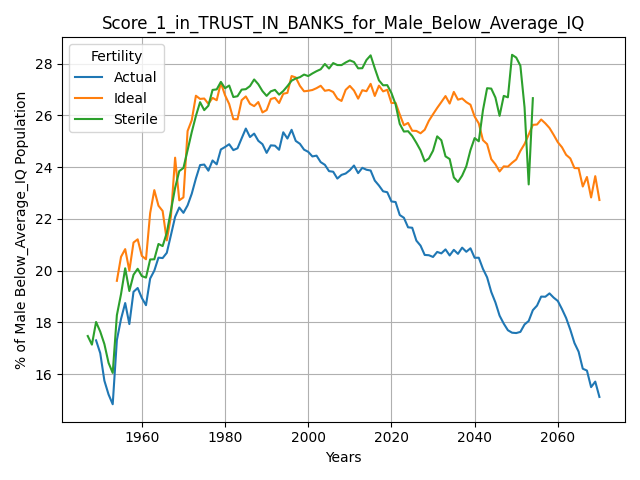 Score_1_in_TRUST_IN_BANKS_for_Male_Below_Average_IQ
Fertility
Actual
Ideal
Sterile
% of Male Below_Average_IQ Population
28
26
24
22
20
18
16
1960
1980
2000
2020
2040
2060
Years